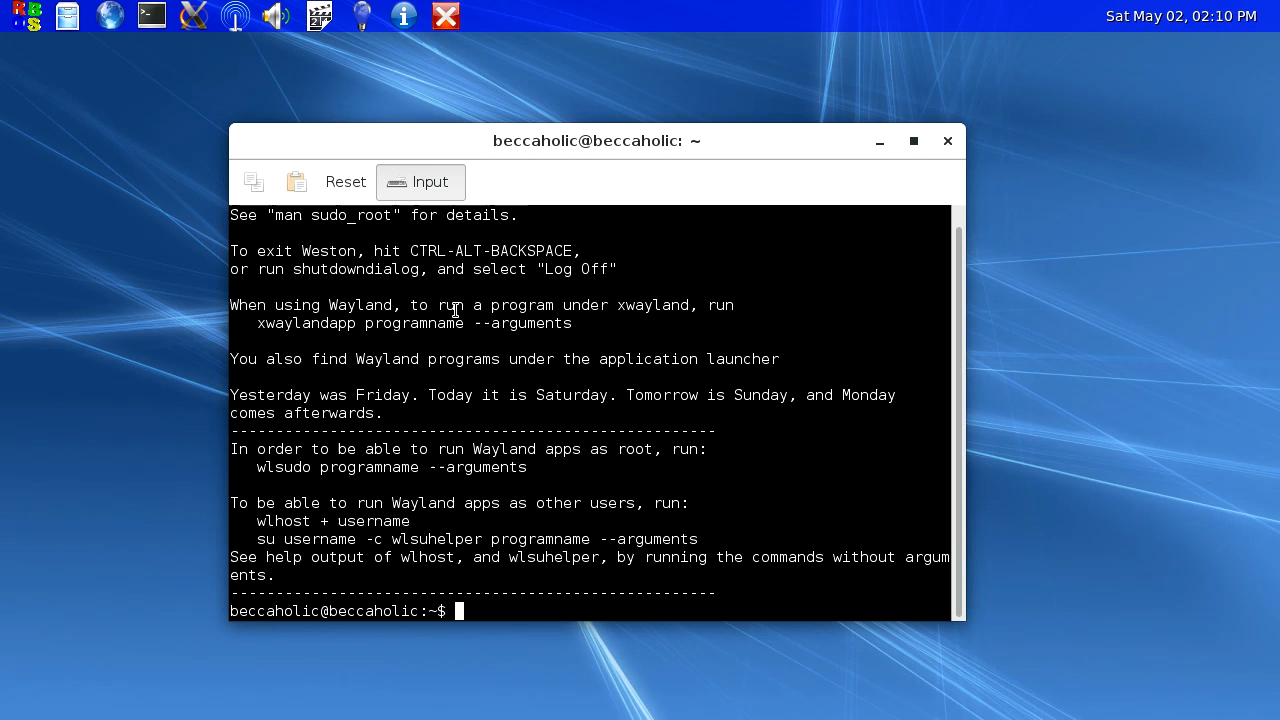 RBOS
Sat May 02, 02:10 PM
beccaholic@beccaholic: ~
Reset
Input
See "man sudo_root" for details.
To exit Weston, hit CTRL-ALT-BACKSPACE,
or run shutdowndialog, and select "Log Off"
When using Wayland, to run a program under xwayland, run
xwaylandapp programname --arguments
You also find Wayland programs under the application launcher
Yesterday was Friday. Today it is Saturday. Tomorrow is Sunday, and Monday
comes afterwards.
------------------------------------------------------
In order to be able to run Wayland apps as root, run:
wlsudo programname --arguments
To be able to run Wayland apps as other users, run:
wlhost + username
su username -c wlsuhelper programname --arguments
See help output of wlhost, and wlsuhelper, by running the commands without argum
ents.
------------------------------------------------------
beccaholic@beccaholic:~$